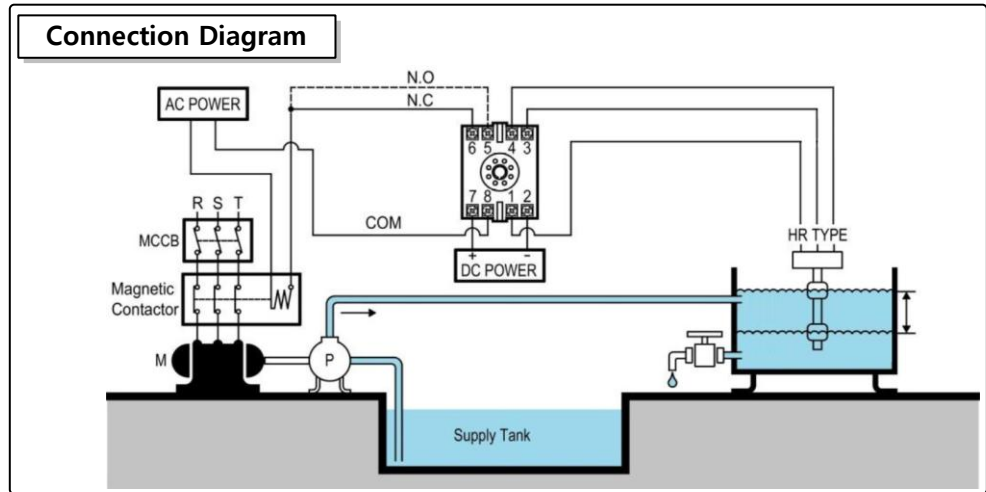 Connection Diagram
N.O
N.C
AC POWER
6 5 4 3
7 8 1 2
R S T
COM
+ −
DC POWER
HR TYPE
MCCB
Magnetic
Contactor
M
P
Supply Tank